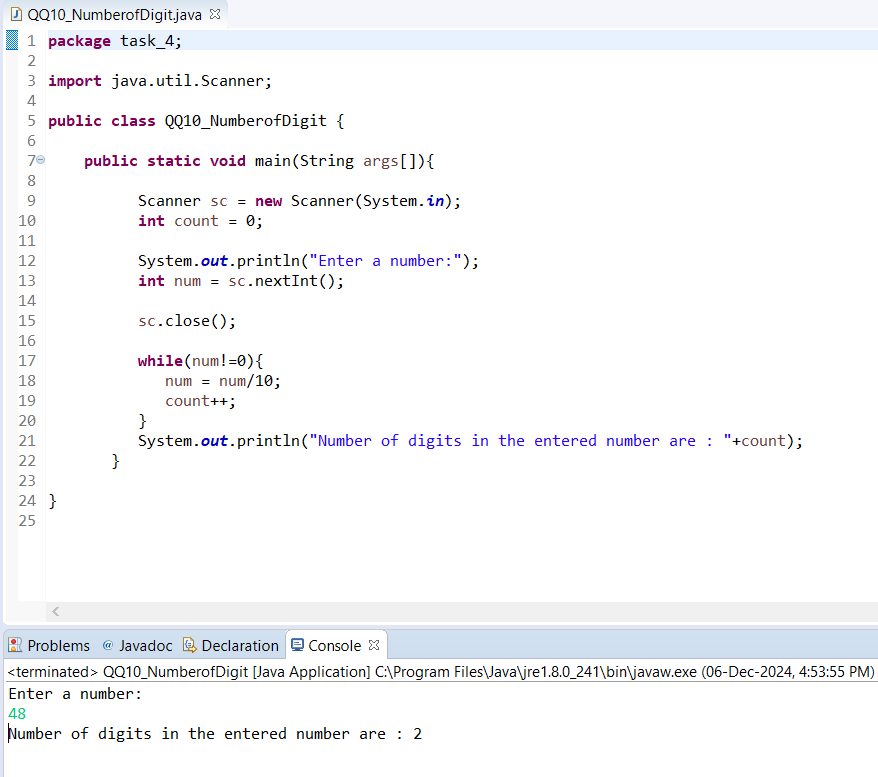 QQ10_NumberofDigit.java
1 package task_4;
2
3 import java.util.Scanner;
4
5 public class QQ10_NumberofDigit {
6
7 public static void main(String args[]){
8
9 Scanner sc = new Scanner(System.in);
10 int count = 0;
11
12 System.out.println("Enter a number:");
13 int num = sc.nextInt();
14
15 sc.close();
16
17 while(num!=0){
18 num = num/10;
19 count++;
20 }
21 System.out.println("Number of digits in the entered number are : "+count);
22 }
23
24 }
25
Problems @ Javadoc Declaration Console
<terminated> QQ10_NumberofDigit [Java Application] C:\Program Files\Java\jre1.8.0_241\bin\javaw.exe (06-Dec-2024, 4:53:55 PM)
Enter a number:
48
Number of digits in the entered number are : 2